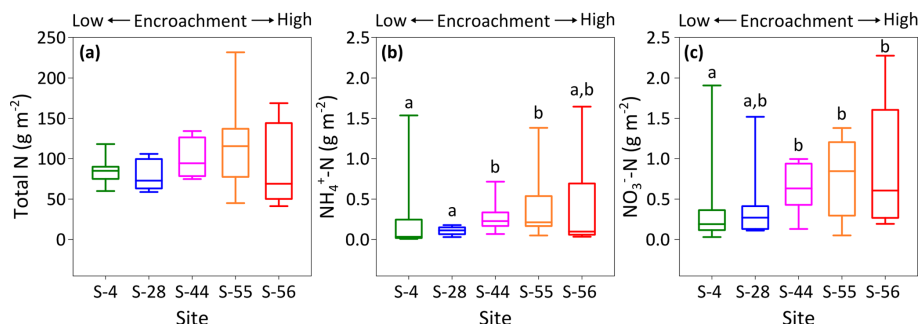 Low ← Encroachment → High
Low ← Encroachment → High
Low ← Encroachment → High
(a)
Total N (g m⁻²)
250
200
150
100
50
0
S-4 S-28 S-44 S-55 S-56
Site
(b)
NH₄⁺-N (g m⁻²)
2.5
2.0
1.5
1.0
0.5
0.0
a
a
b
b
a,b
S-4 S-28 S-44 S-55 S-56
Site
(c)
NO₃⁻-N (g m⁻²)
2.5
2.0
1.5
1.0
0.5
0.0
a
a,b
b
b
b
S-4 S-28 S-44 S-55 S-56
Site